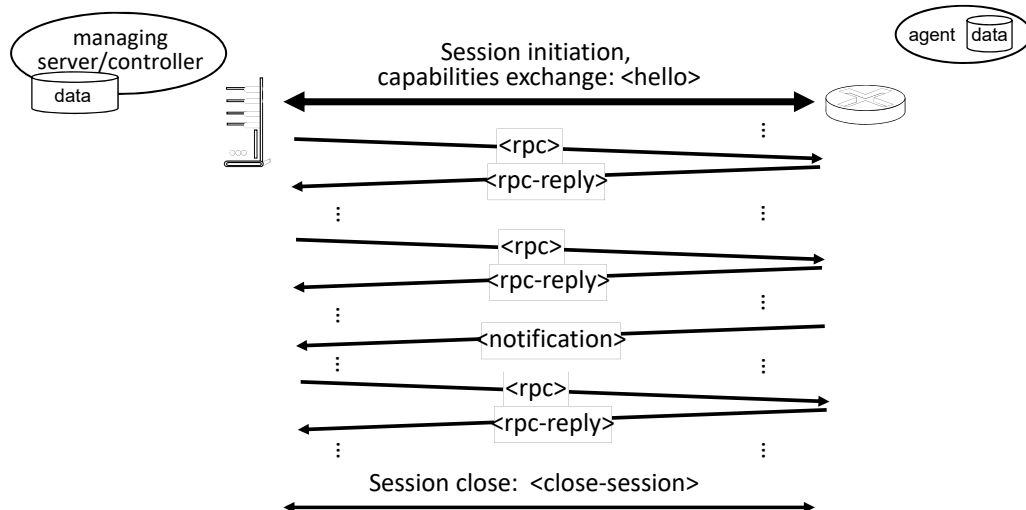 managing
server/controller
data
Session initiation,
capabilities exchange: <hello>
agent
data
<rpc>
<rpc-reply>
<rpc>
<rpc-reply>
<notification>
<rpc>
<rpc-reply>
Session close: <close-session>